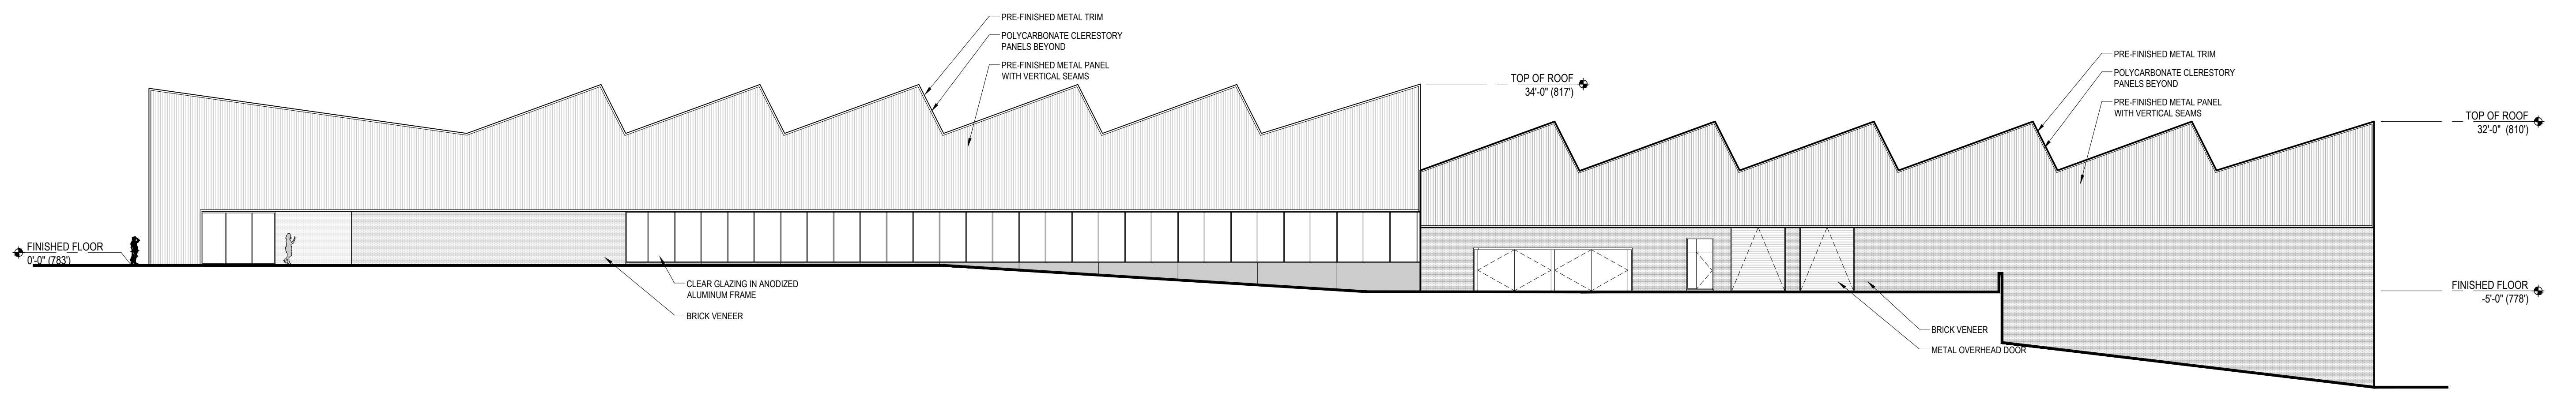 PRE-FINISHED METAL TRIM
POLYCARBONATE CLERESTORY
PANELS BEYOND
PRE-FINISHED METAL PANEL
WITH VERTICAL SEAMS
TOP OF ROOF
34'-0" (817')
PRE-FINISHED METAL TRIM
POLYCARBONATE CLERESTORY
PANELS BEYOND
PRE-FINISHED METAL PANEL
WITH VERTICAL SEAMS
TOP OF ROOF
32'-0" (810')
FINISHED FLOOR
0'-0" (783')
CLEAR GLAZING IN ANODIZED
ALUMINUM FRAME
BRICK VENEER
FINISHED FLOOR
-5'-0" (778')
BRICK VENEER
METAL OVERHEAD DOOR